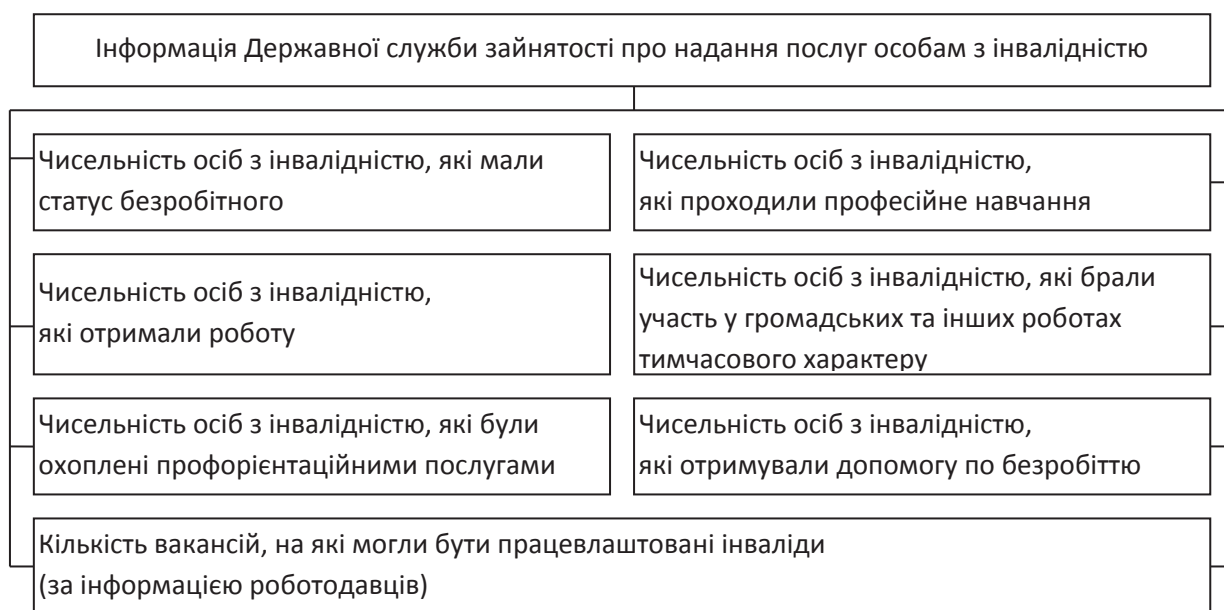 Інформація Державної служби зайнятості про надання послуг особам з інвалідністю
Чисельність осіб з інвалідністю, які мали
статус безробітного
Чисельність осіб з інвалідністю,
які проходили професійне навчання
Чисельність осіб з інвалідністю,
які отримали роботу
Чисельність осіб з інвалідністю, які брали
участь у громадських та інших роботах
тимчасового характеру
Чисельність осіб з інвалідністю, які були
охоплені профорієнтаційними послугами
Чисельність осіб з інвалідністю,
які отримували допомогу по безробіттю
Кількість вакансій, на які могли бути працевлаштовані інваліди
(за інформацією роботодавців)